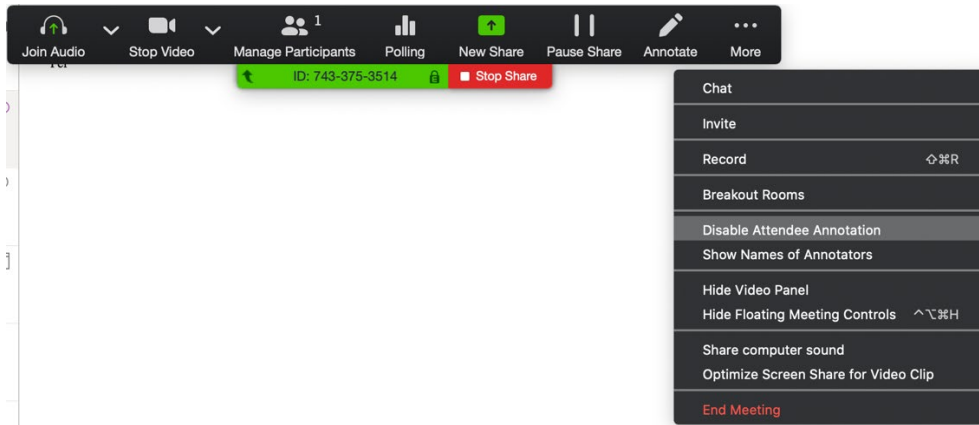 1
Join Audio Stop Video Manage Participants Polling New Share Pause Share Annotate More
ID: 743-375-3514 Stop Share
Chat
Invite
Record ⇧⌘R
Breakout Rooms
Disable Attendee Annotation
Show Names of Annotators
Hide Video Panel
Hide Floating Meeting Controls ^⌥⌘H
Share computer sound
Optimize Screen Share for Video Clip
End Meeting